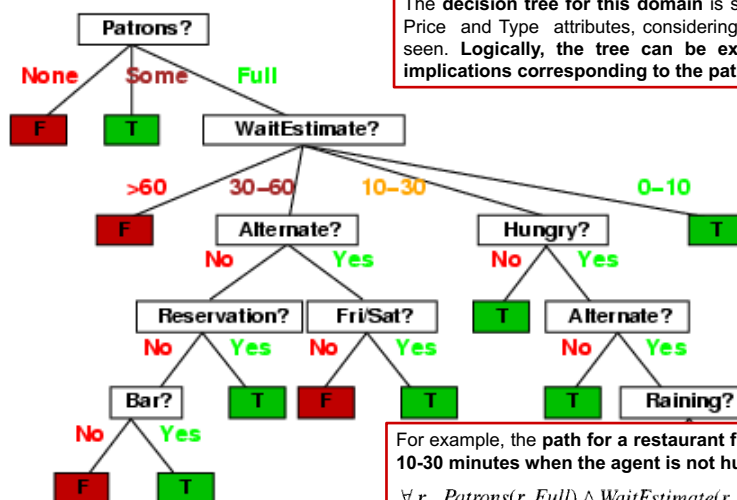 The decision tree for this domain is s
Price and Type attributes, considering
seen. Logically, the tree can be ex
implications corresponding to the pat
Patrons?
None Some Full
F T WaitEstimate?
>60 30–60 10–30 0–10
F Alternate? Hungry? T
No Yes No Yes
Reservation? Fri/Sat? T Alternate?
No Yes No Yes No Yes
Bar? T F T T Raining?
No Yes
F T
For example, the path for a restaurant f
10-30 minutes when the agent is not hu
∀ r Patrons(r, Full) ∧ WaitEstimate(r